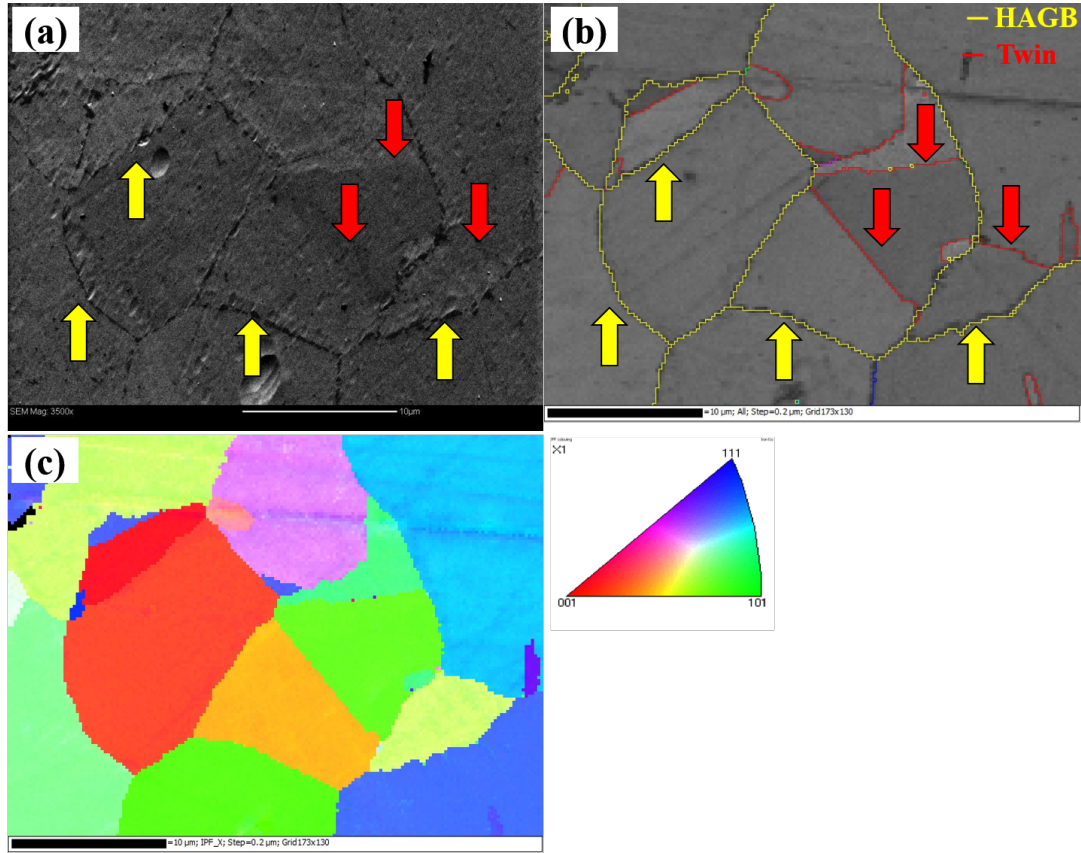 (a)
SEM Mag: 3500x
10µm
(b)
HAGB
Twin
=10 µm; All; Step=0.2 µm; Grid173x130
(c)
=10 µm; IPF_X; Step=0.2 µm; Grid173x130
X1
111
001
101